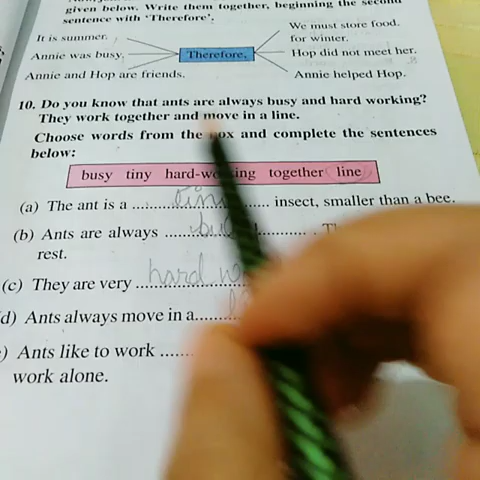 given below. Write them together, beginning the second
sentence with 'Therefore'.
It is summer.
We must store food.
for winter.
Annie was busy.
Therefore,
Hop did not meet her.
Annie and Hop are friends.
Annie helped Hop.
10. Do you know that ants are always busy and hard working?
They work together and move in a line.
Choose words from the box and complete the sentences
below:
busy tiny hard-working together line
(a) The ant is a .................... insect, smaller than a bee.
(b) Ants are always ....................
rest.
(c) They are very hard
d) Ants always move in a......
) Ants like to work ......
work alone.